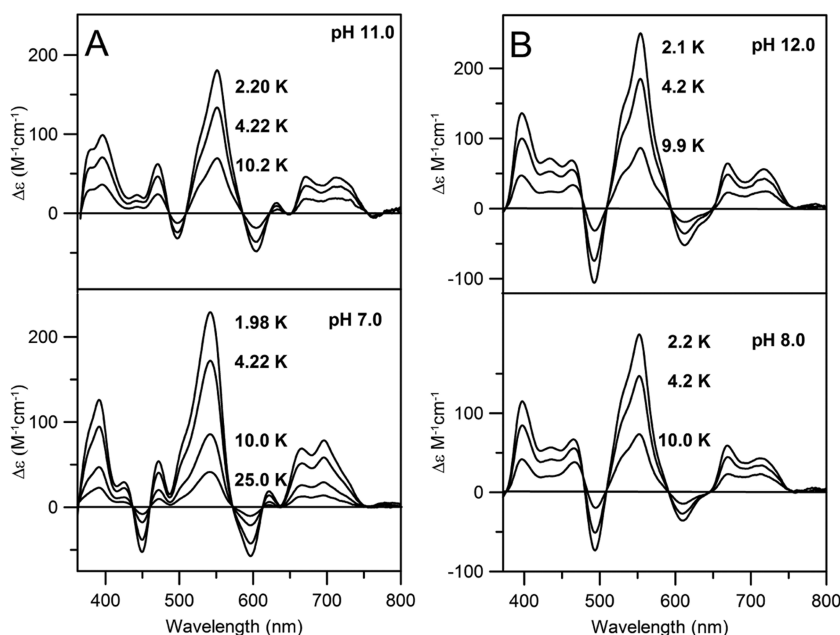 A
pH 11.0
2.20 K
4.22 K
10.2 K
200
100
0
Δε (M⁻¹cm⁻¹)
pH 7.0
1.98 K
4.22 K
10.0 K
25.0 K
200
100
0
Δε (M⁻¹cm⁻¹)
400 500 600 700 800
Wavelength (nm)
B
pH 12.0
2.1 K
4.2 K
9.9 K
200
100
0
-100
Δε M⁻¹cm⁻¹)
pH 8.0
2.2 K
4.2 K
10.0 K
100
0
-100
Δε M⁻¹cm⁻¹)
400 500 600 700 800
Wavelength (nm)